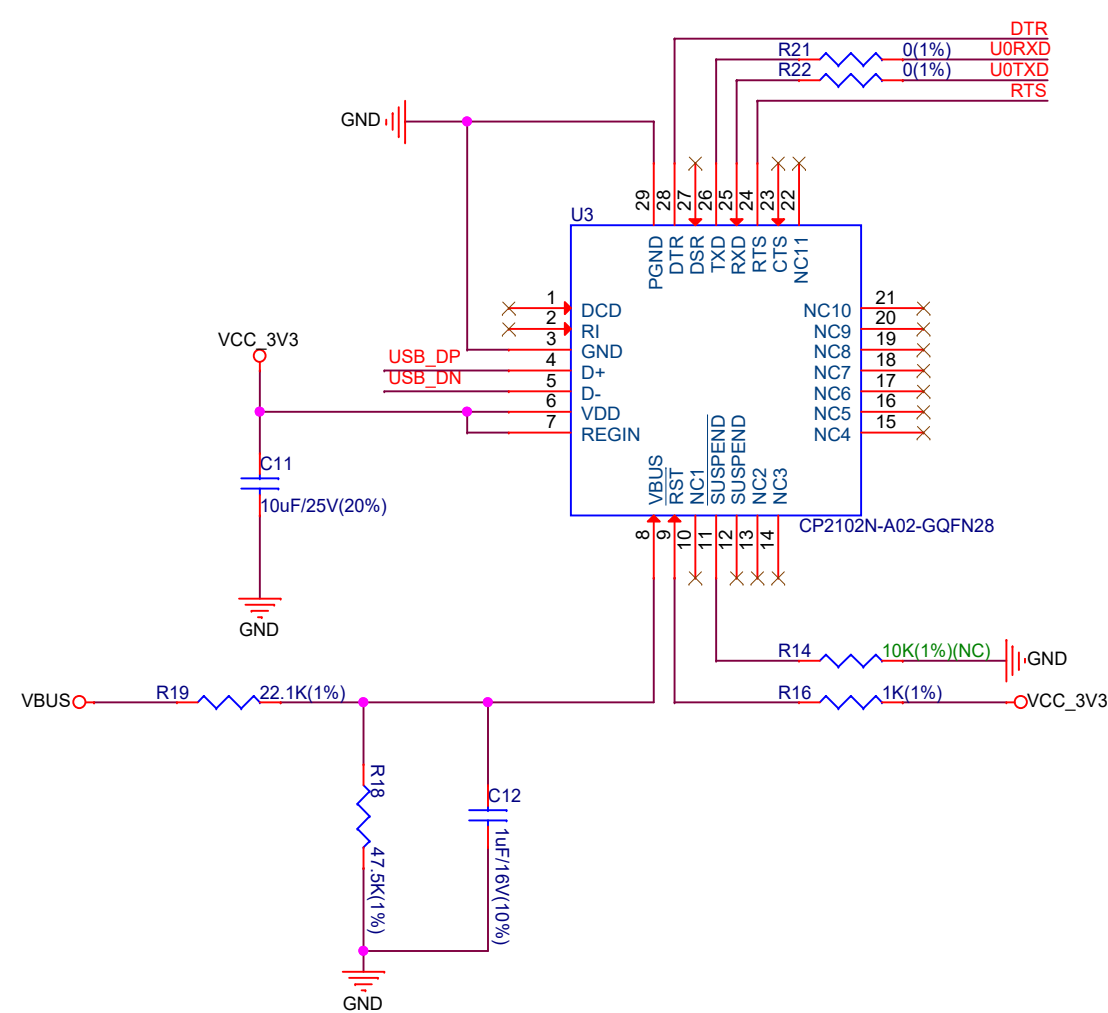 DTR
R21 0(1%) U0RXD
R22 0(1%) U0TXD
RTS
GND
29 28 27 26 25 24 23 22
U3
PGND DTR DSR TXD RXD RTS CTS NC11
1 DCD
2 RI
3 GND
USB_DP 4 D+
USB_DN 5 D-
6 VDD
7 REGIN
VCC_3V3
NC10 21
NC9 20
NC8 19
NC7 18
NC6 17
NC5 16
NC4 15
VBUS RST NC1 SUSPEND SUSPEND NC2 NC3
8 9 10 11 12 13 14
CP2102N-A02-GQFN28
C11
10uF/25V(20%)
GND
R14 10K(1%)(NC) GND
VBUS R19 22.1K(1%)
R16 1K(1%) VCC_3V3
R18
47.5K(1%)
C12
1uF/16V(10%)
GND